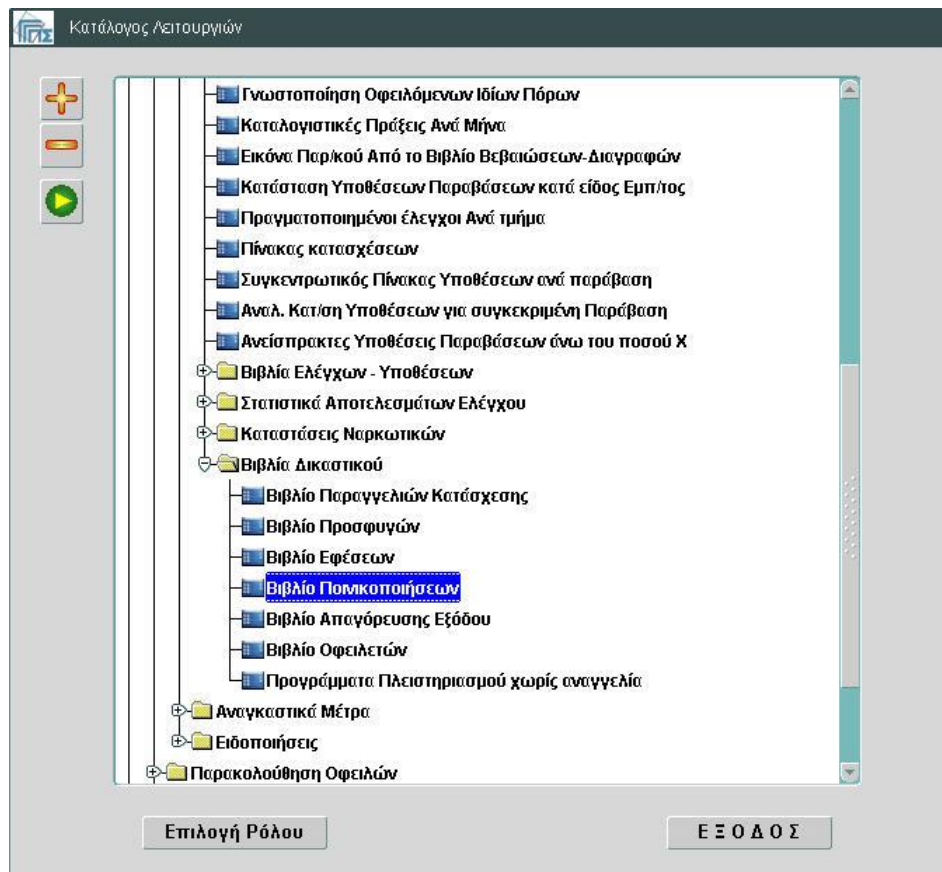 Κατάλογος Λειτουργιών
Γνωστοποίηση Οφειλόμενων Ιδίων Πόρων
Καταλογιστικές Πράξεις Ανά Μήνα
Εικόνα Παρ/κού Από το Βιβλίο Βεβαιώσεων-Διαγραφών
Κατάσταση Υποθέσεων Παραβάσεων κατά είδος Εμπ/τος
Πραγματοποιημένοι έλεγχοι Ανά τμήμα
Πίνακας κατασχέσεων
Συγκεντρωτικός Πίνακας Υποθέσεων ανά παράβαση
Αναλ. Κατ/ση Υποθέσεων για συγκεκριμένη Παράβαση
Ανείσπρακτες Υποθέσεις Παραβάσεων άνω του ποσού Χ
Βιβλία Ελέγχων - Υποθέσεων
Στατιστικά Αποτελεσμάτων Ελέγχου
Καταστάσεις Ναρκωτικών
Βιβλία Δικαστικού
Βιβλίο Παραγγελιών Κατάσχεσης
Βιβλίο Προσφυγών
Βιβλίο Εφέσεων
Βιβλίο Ποινικοποιήσεων
Βιβλίο Απαγόρευσης Εξόδου
Βιβλίο Οφειλετών
Προγράμματα Πλειστηριασμού χωρίς αναγγελία
Αναγκαστικά Μέτρα
Ειδοποιήσεις
Παρακολούθηση Οφειλών
Επιλογή Ρόλου
Ε Ξ Ο Δ Ο Σ